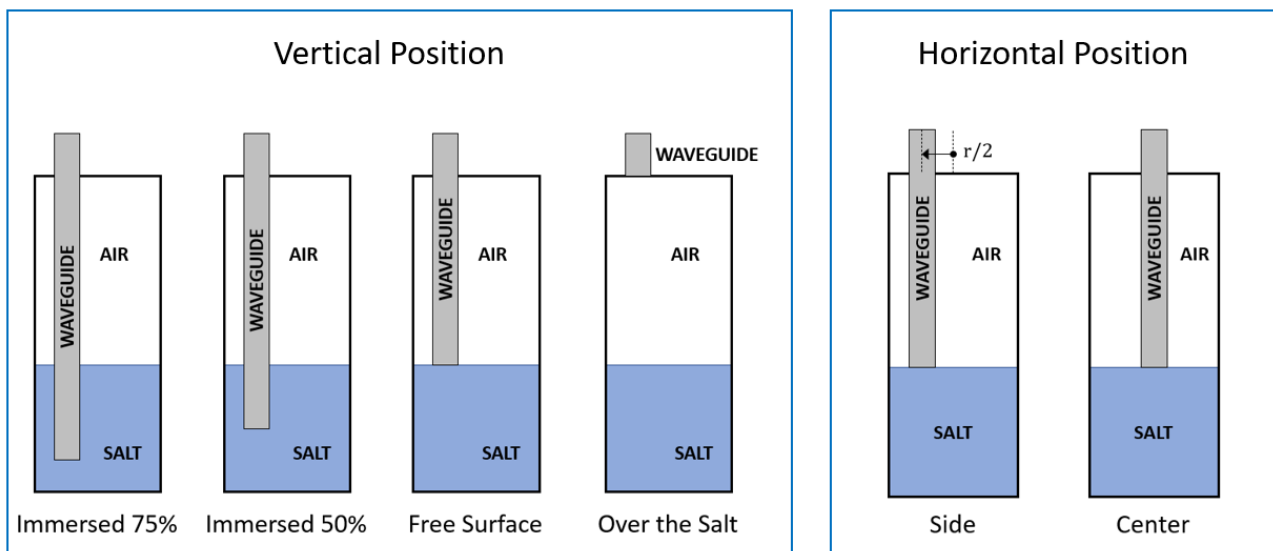 Vertical Position
WAVEGUIDE
AIR
SALT
Immersed 75%
WAVEGUIDE
AIR
SALT
Immersed 50%
WAVEGUIDE
AIR
SALT
Free Surface
WAVEGUIDE
AIR
SALT
Over the Salt
Horizontal Position
r/2
WAVEGUIDE
AIR
SALT
Side
WAVEGUIDE
AIR
SALT
Center